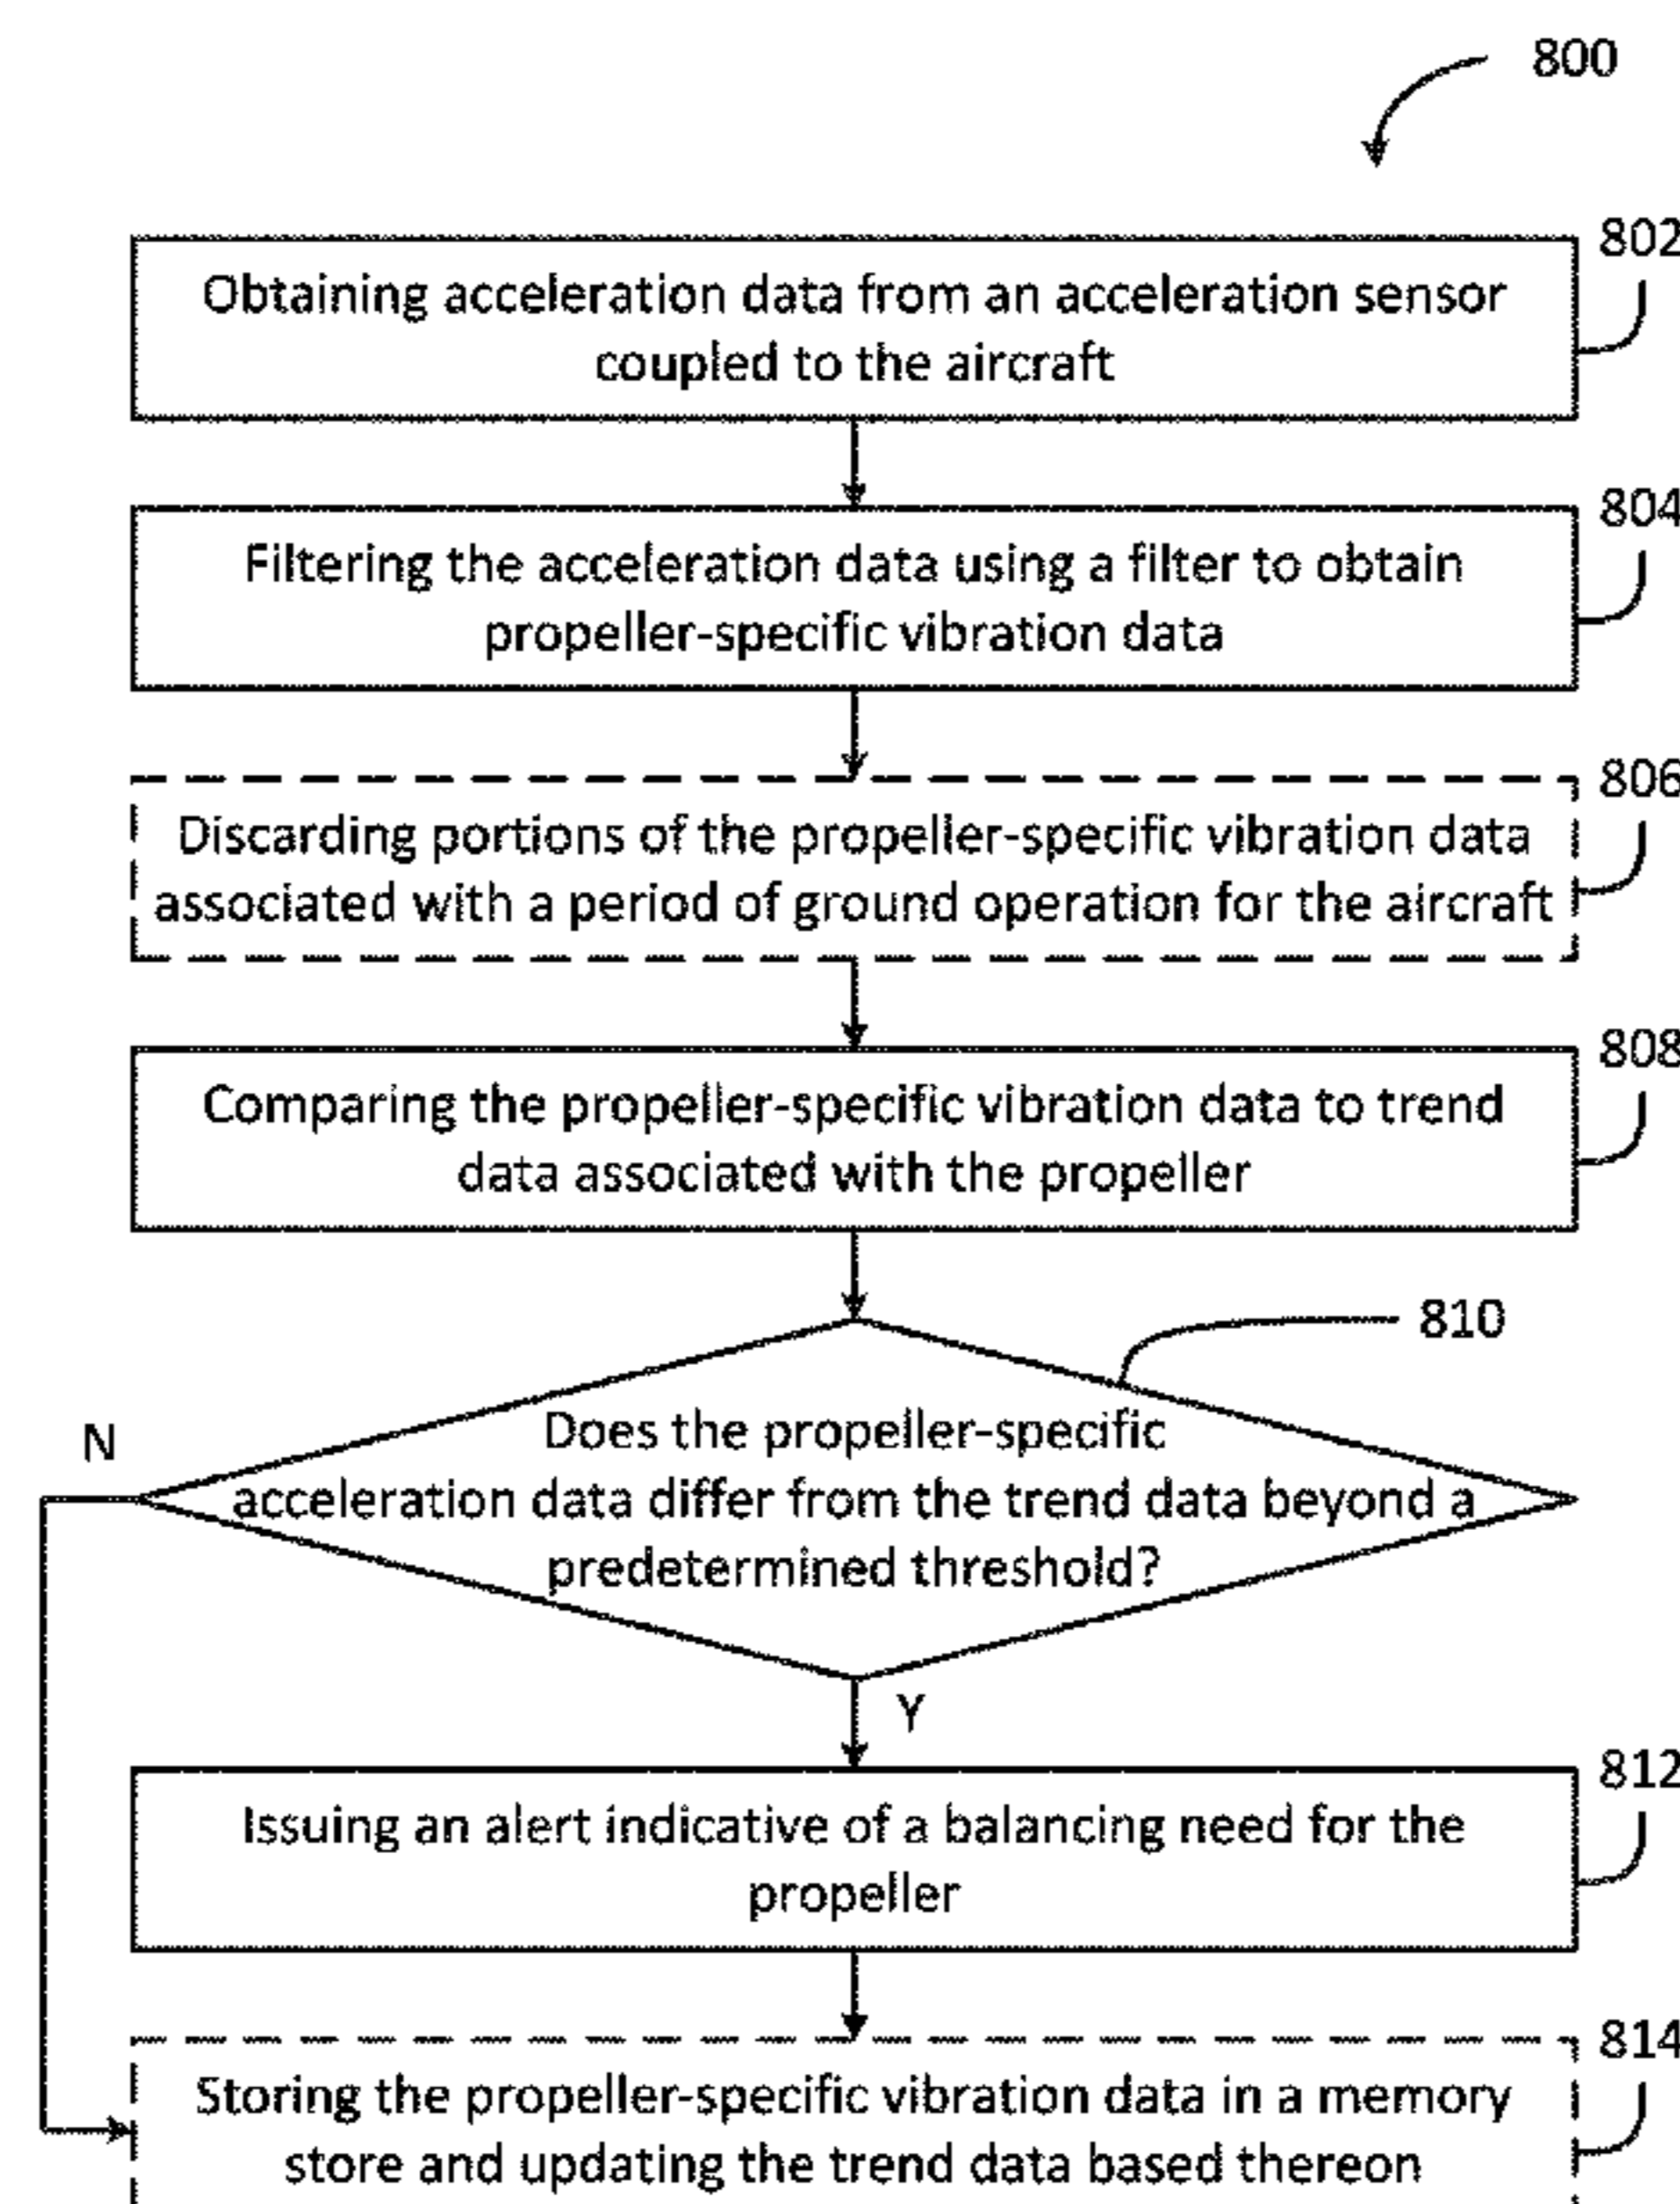 800
802
Obtaining acceleration data from an acceleration sensor
coupled to the aircraft
804
Filtering the acceleration data using a filter to obtain
propeller-specific vibration data
806
Discarding portions of the propeller-specific vibration data
associated with a period of ground operation for the aircraft
808
Comparing the propeller-specific vibration data to trend
data associated with the propeller
810
N
Does the propeller-specific
acceleration data differ from the trend data beyond a
predetermined threshold?
Y
812
Issuing an alert indicative of a balancing need for the
propeller
814
Storing the propeller-specific vibration data in a memory
store and updating the trend data based thereon